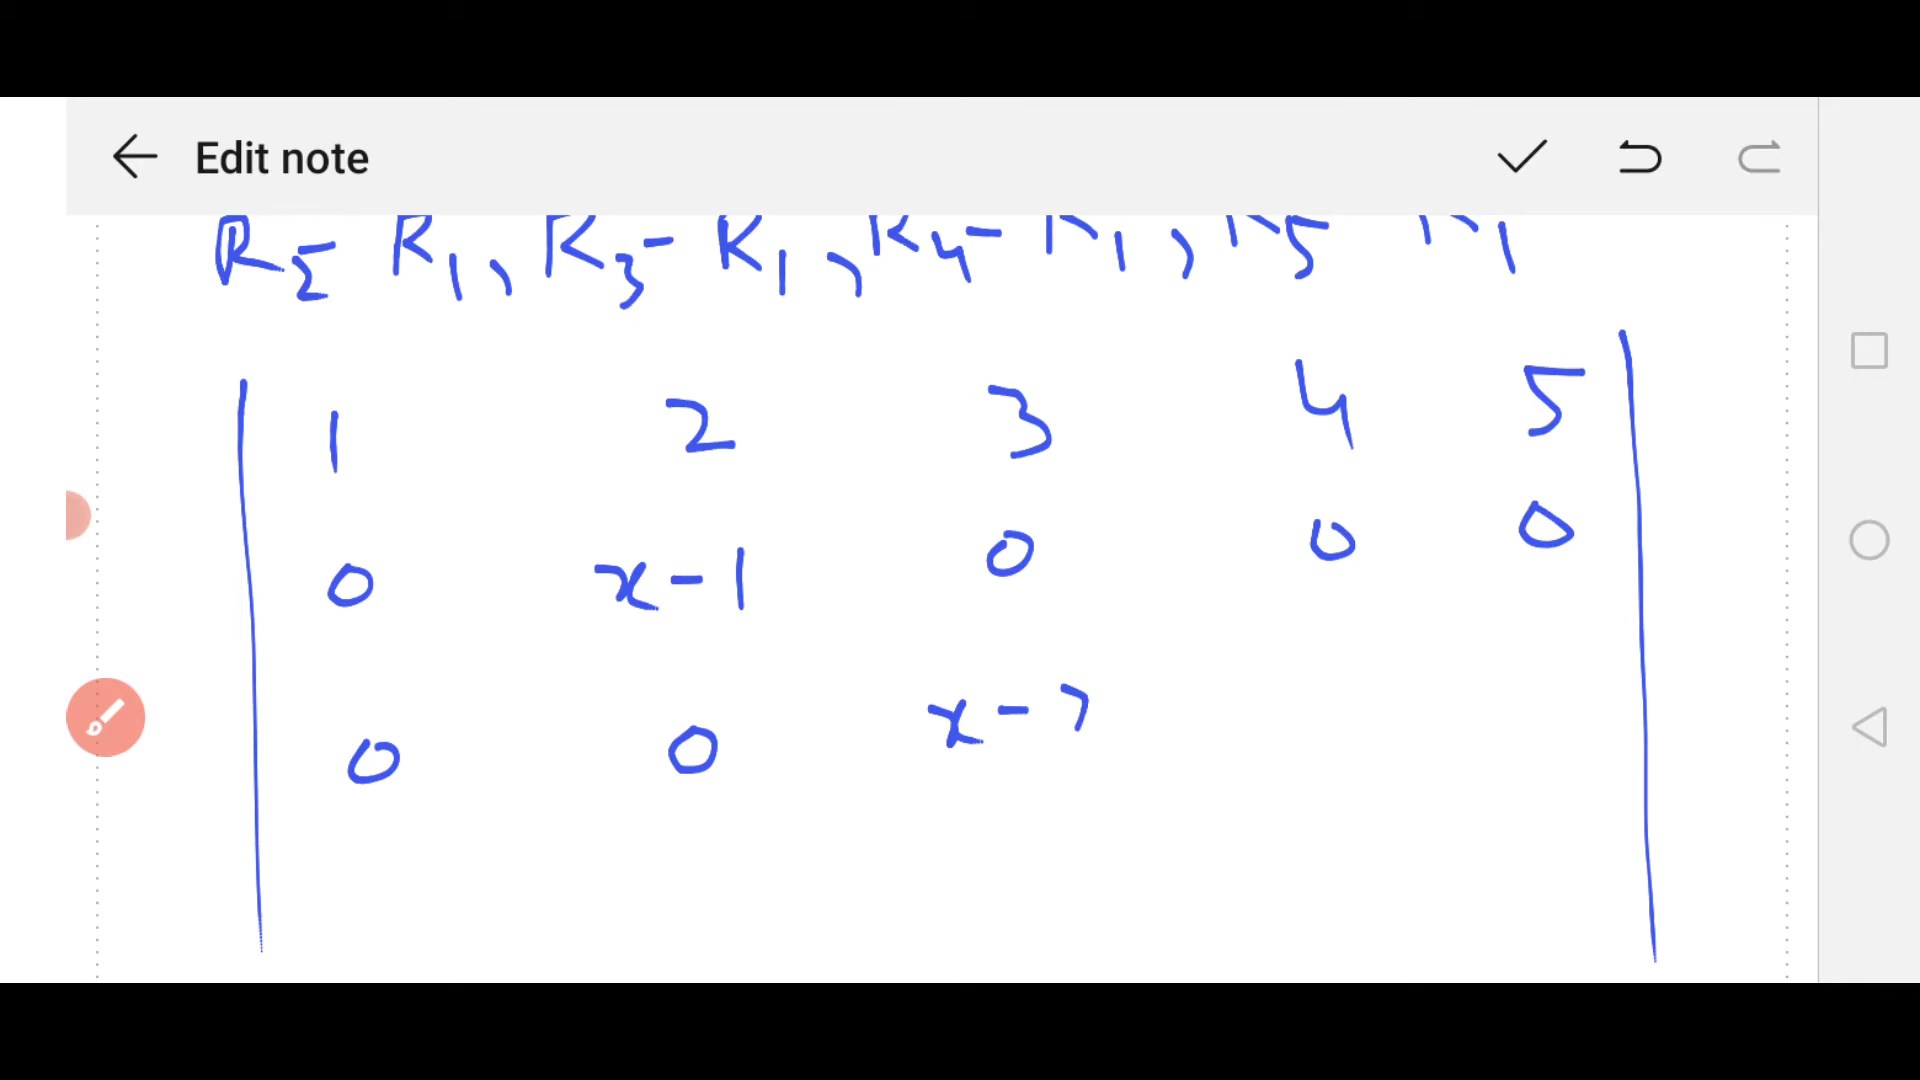 Edit note
R₂ - R₁, R₃ - R₁, R₄ - R₁, R₅ - R₁
1 2 3 4 5
0 x-1 0 0 0
0 0 x-